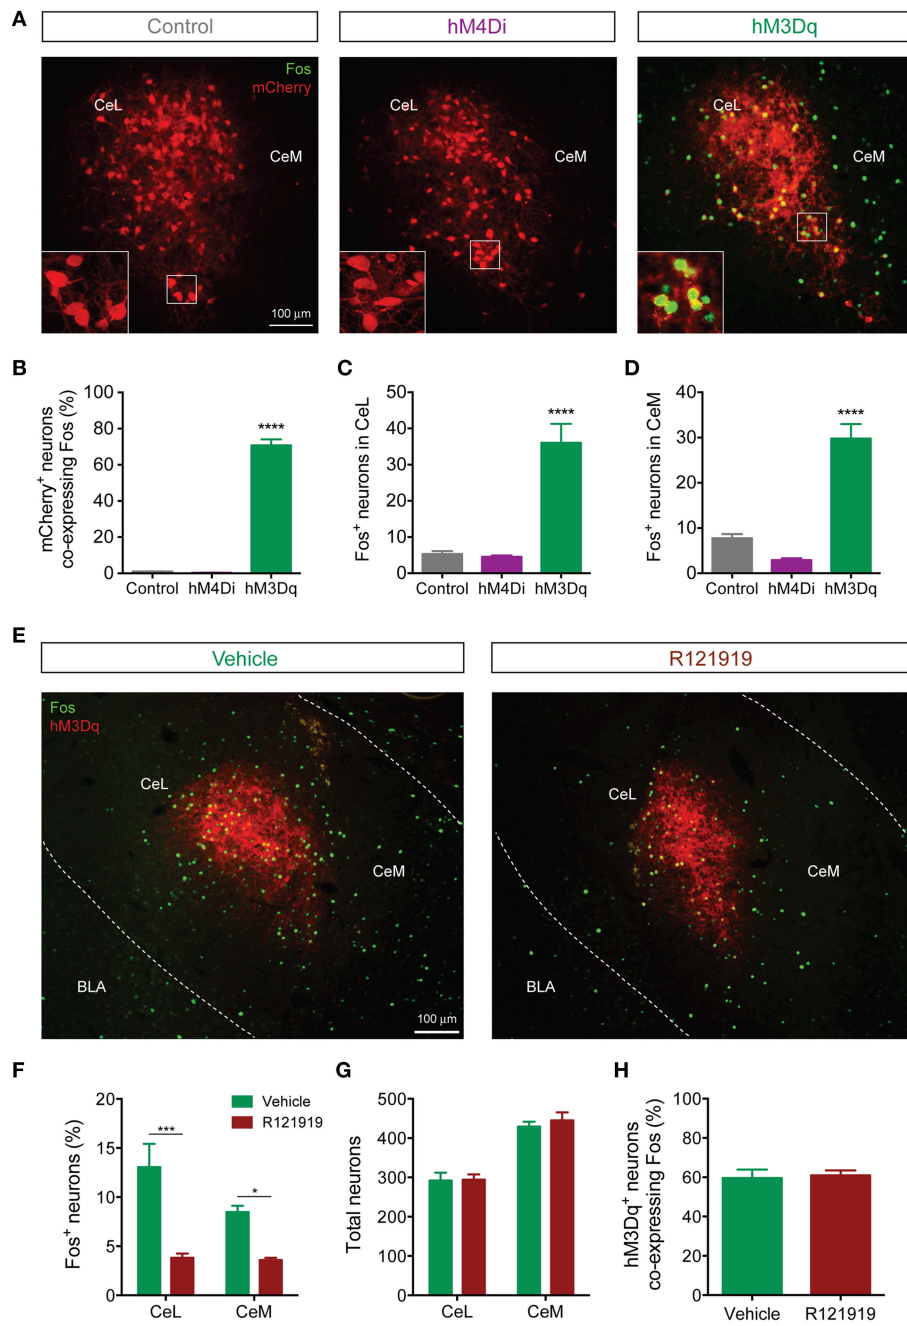 A
Control
hM4Di
hM3Dq
Fos
mCherry
CeL
CeM
100 µm
CeL
CeM
CeL
CeM
B
mCherry+ neurons
co-expressing Fos (%)
100
80
60
40
20
0
****
Control
hM4Di
hM3Dq
C
Fos+ neurons in CeL
50
40
30
20
10
0
****
Control
hM4Di
hM3Dq
D
Fos+ neurons in CeM
40
30
20
10
0
****
Control
hM4Di
hM3Dq
E
Vehicle
R121919
Fos
hM3Dq
CeL
CeM
BLA
100 µm
CeL
CeM
BLA
F
Fos+ neurons (%)
20
15
10
5
0
***
*
Vehicle
R121919
CeL
CeM
G
Total neurons
500
400
300
200
100
0
CeL
CeM
H
hM3Dq+ neurons
co-expressing Fos (%)
100
80
60
40
20
0
Vehicle
R121919